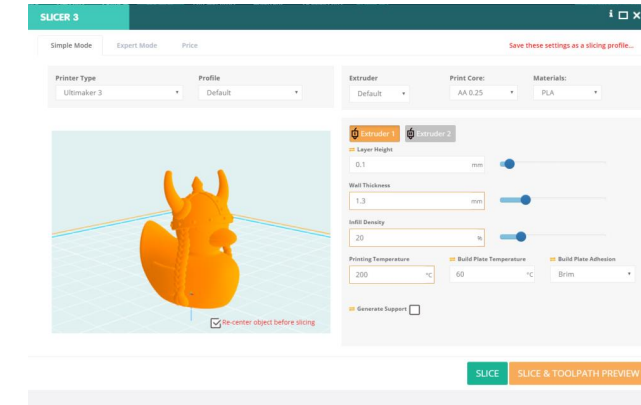 SLICER 3
i
Simple Mode Expert Mode Price Save these settings as a slicing profile...
Printer Type Profile Extruder Print Core: Materials:
Ultimaker 3 Default Default AA 0.25 PLA
Extruder 1 Extruder 2
Layer Height
0.1 mm
Wall Thickness
1.3 mm
Infill Density
20 %
Printing Temperature Build Plate Temperature Build Plate Adhesion
200 °C 60 °C Brim
Generate Support
Re-center object before slicing
SLICE SLICE & TOOLPATH PREVIEW